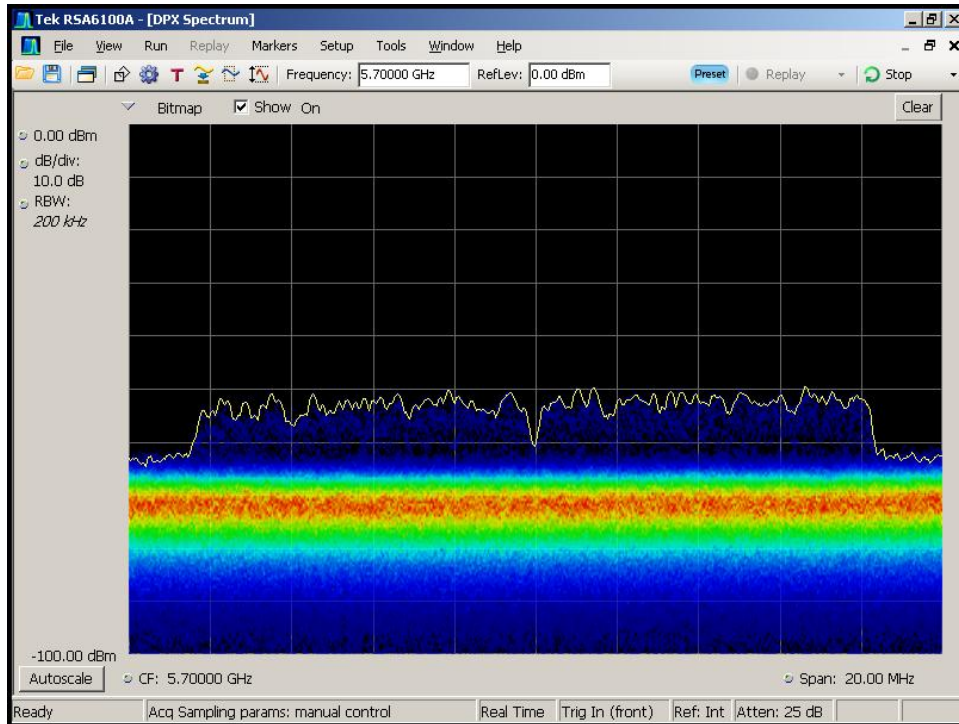 Tek RSA6100A - [DPX Spectrum]
File View Run Replay Markers Setup Tools Window Help
T Frequency: 5.70000 GHz RefLev: 0.00 dBm Preset Replay Stop
Bitmap Show On Clear
0.00 dBm
dB/div:
10.0 dB
RBW:
200 kHz
-100.00 dBm
Autoscale CF: 5.70000 GHz Span: 20.00 MHz
Ready Acq Sampling params: manual control Real Time Trig In (front) Ref: Int Atten: 25 dB